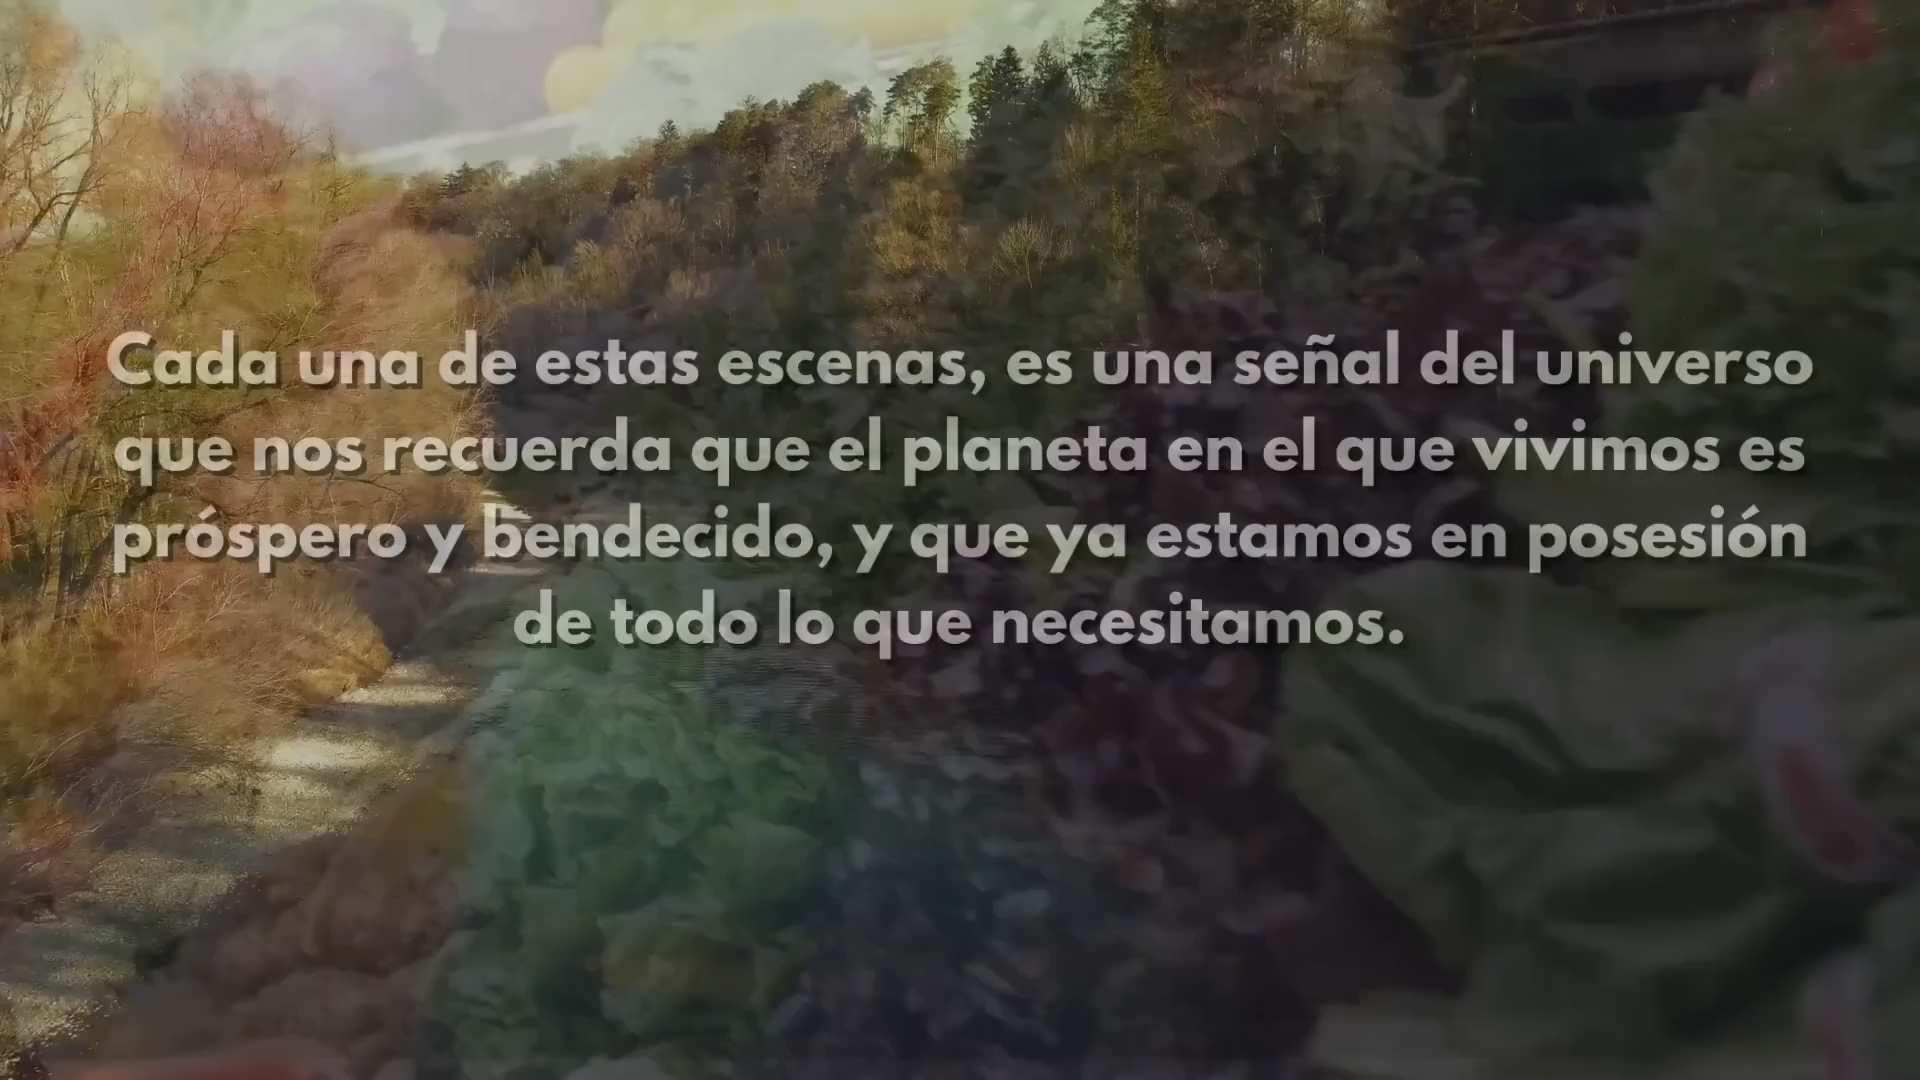 Cada una de estas escenas, es una señal del universo
que nos recuerda que el planeta en el que vivimos es
próspero y bendecido, y que ya estamos en posesión
de todo lo que necesitamos.